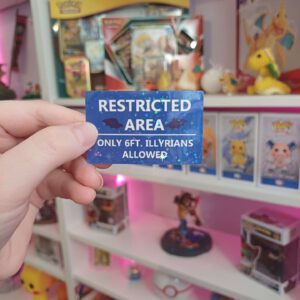 RESTRICTED
AREA
ONLY 6FT. ILLYRIANS
ALLOWED